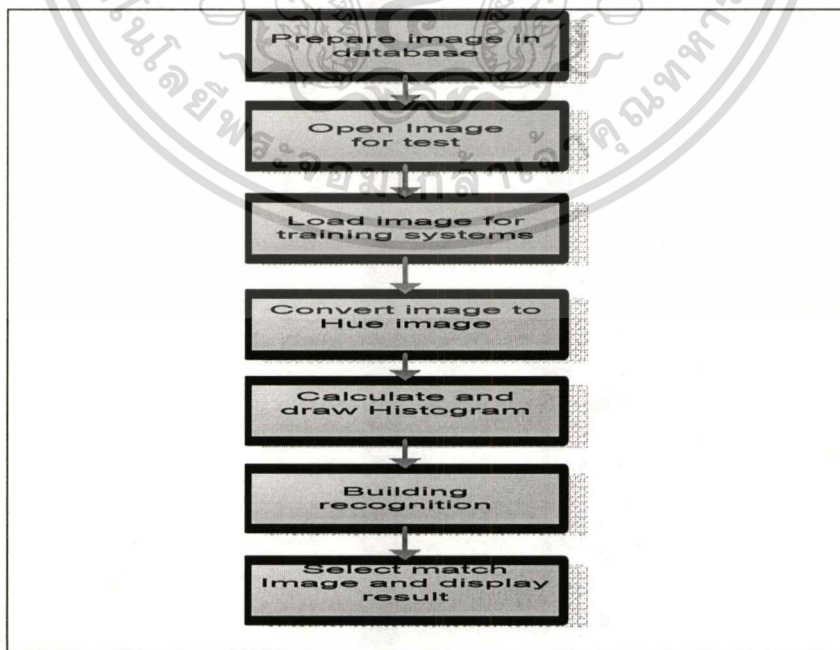 Prepare image in
database
Open Image
for test
Load image for
training systems
Convert image to
Hue image
Calculate and
draw Histogram
Building
recognition
Select match
Image and display
result